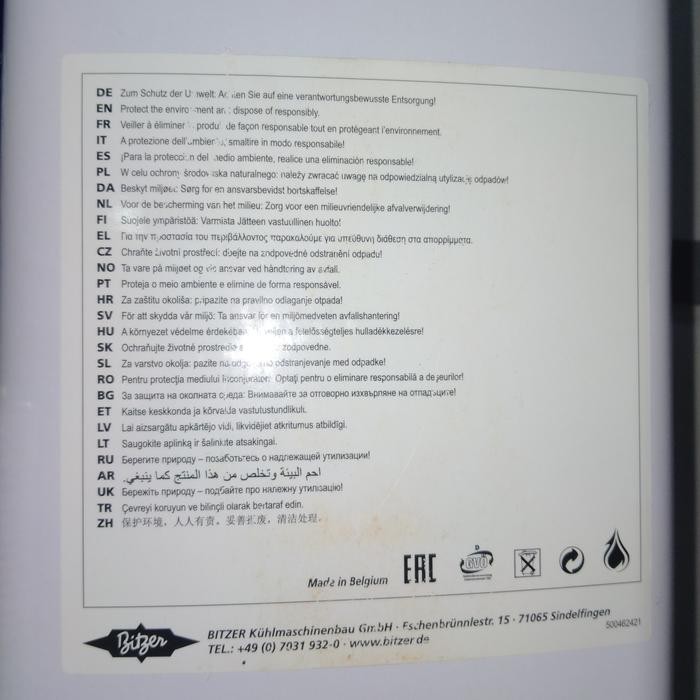 DE Zum Schutz der Umwelt: Achten Sie auf eine verantwortungsbewusste Entsorgung!
EN Protect the environment and dispose of responsibly.
FR Veiller à éliminer produit de façon responsable tout en protégeant l'environnement.
IT A protezione dell'ambiente, smaltire in modo responsabile!
ES ¡Para la protección del medio ambiente, realice una eliminación responsable!
PL W celu ochrony środowiska naturalnego: należy zwracać uwagę na odpowiedzialną utylizację odpadów!
DA Beskyt miljøet: Sørg for en ansvarsbevidst bortskaffelse!
NL Voor de bescherming van het milieu: Zorg voor een milieuvriendelijke afvalverwijdering!
FI Suojele ympäristöä: Varmista Jätteen vastuullinen huolto!
EL Για την προστασία του περιβάλλοντος παρακαλούμε για υπεύθυνη διάθεση στα απορρίμματα.
CZ Chraňte životní prostředí: dbejte na zodpovědné odstranění odpadu!
NO Ta vare på miljøet og vis ansvar ved håndtering av avfall.
PT Proteja o meio ambiente e elimine de forma responsável.
HR Za zaštitu okoliša: pripazite na pravilno odlaganje otpada!
SV För att skydda vår miljö: Ta ansvar för en miljömedveten avfallshantering!
HU A környezet védelme érdekében a felelősségteljes hulladékkezelésre!
SK Ochraňujte životné prostredie zodpovedne.
SL Za varstvo okolja: pazite na odstranjevanje med odpadke!
RO Pentru protecția mediului înconjurător: Optați pentru o eliminare responsabilă a deșeurilor!
BG За защита на околната среда: Внимавайте за отговорно изхвърляне на отпадъците!
ET Kaitse keskkonda ja kõrvalda vastutustundlikult.
LV Lai aizsargātu apkārtējo vidi, likvidējiet atkritumus atbildīgi.
LT Saugokite aplinką ir šalinkite atsakingai.
RU Берегите природу – позаботьтесь о надлежащей утилизации!
AR احم البيئة وتخلص من هذا المنتج كما ينبغي.
UK Бережіть природу – подбайте про належну утилізацію!
TR Çevreyi koruyun ve bilinçli olarak bertaraf edin.
ZH 保护环境，人人有责。妥善扔废，清洁处理。
Made in Belgium EAC GVÖ
Bitzer BITZER Kühlmaschinenbau GmbH · Eschenbrünnlestr. 15 · 71065 Sindelfingen
TEL.: +49 (0) 7031 932-0 · www.bitzer.de
500462421